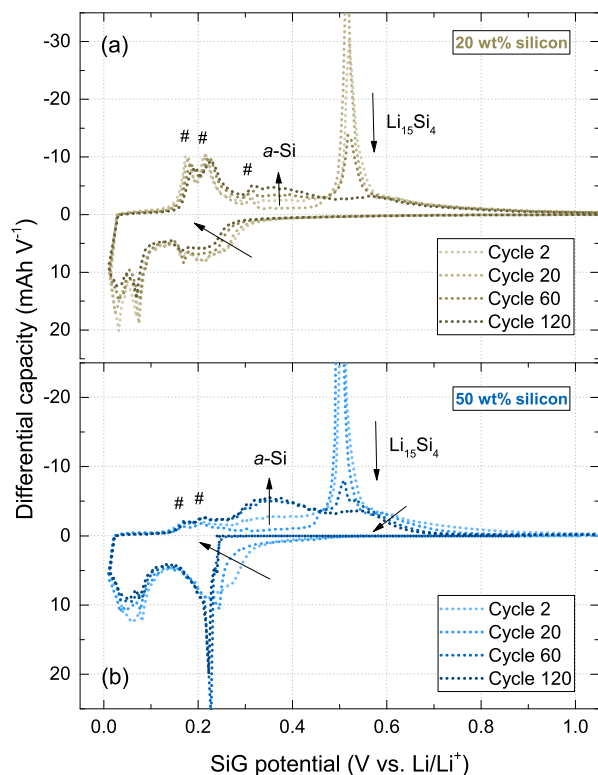 (a)
20 wt% silicon
-30
-20
-10
0
10
20
# # #
a-Si
Li₁₅Si₄
Cycle 2
Cycle 20
Cycle 60
Cycle 120
Differential capacity (mAh V⁻¹)
50 wt% silicon
-20
-10
0
10
20
# #
a-Si
Li₁₅Si₄
Cycle 2
Cycle 20
Cycle 60
Cycle 120
(b)
0.0 0.2 0.4 0.6 0.8 1.0
SiG potential (V vs. Li/Li⁺)